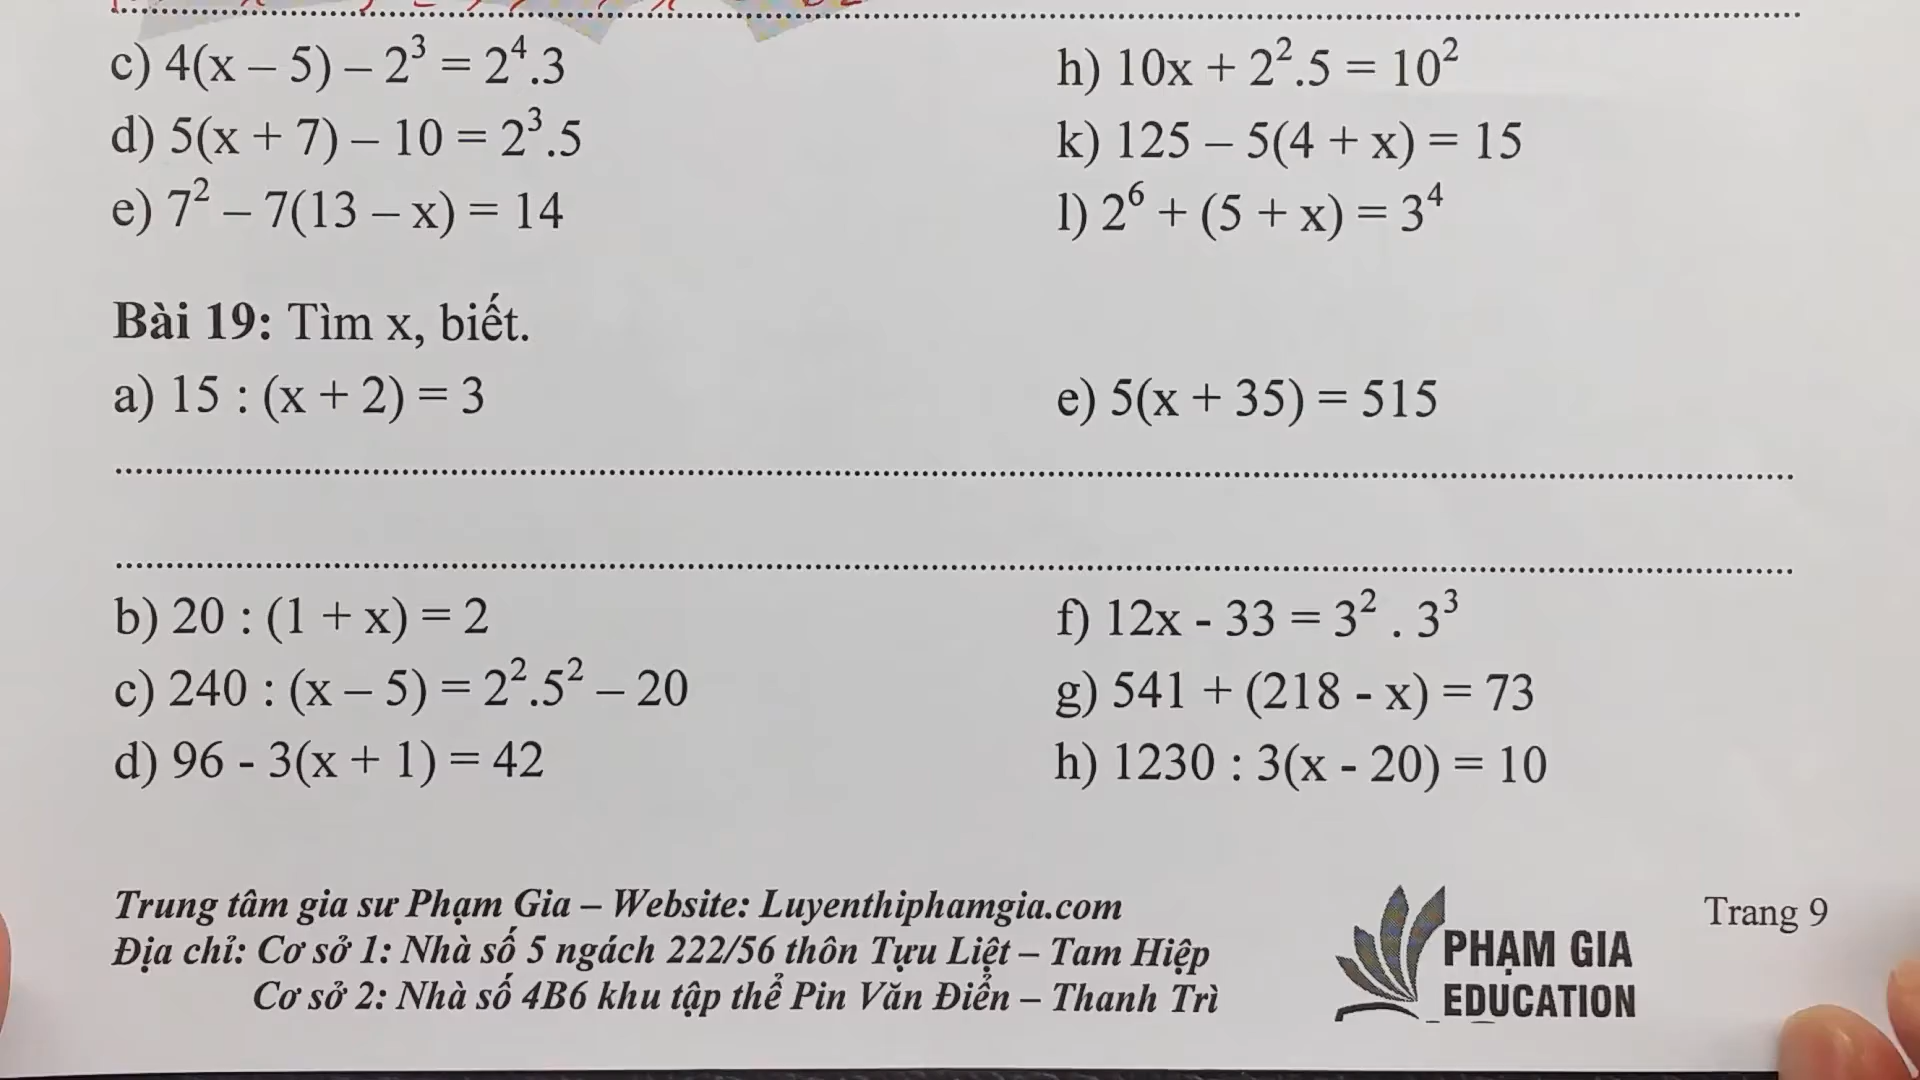 c) 4(x – 5) – 2³ = 2⁴.3
h) 10x + 2².5 = 10²
d) 5(x + 7) – 10 = 2³.5
k) 125 – 5(4 + x) = 15
e) 7² – 7(13 – x) = 14
l) 2⁶ + (5 + x) = 3⁴
Bài 19: Tìm x, biết.
a) 15 : (x + 2) = 3
e) 5(x + 35) = 515
b) 20 : (1 + x) = 2
f) 12x - 33 = 3² . 3³
c) 240 : (x – 5) = 2².5² – 20
g) 541 + (218 - x) = 73
d) 96 - 3(x + 1) = 42
h) 1230 : 3(x - 20) = 10
Trung tâm gia sư Phạm Gia – Website: Luyenthiphamgia.com
Địa chỉ: Cơ sở 1: Nhà số 5 ngách 222/56 thôn Tựu Liệt – Tam Hiệp
Cơ sở 2: Nhà số 4B6 khu tập thể Pin Văn Điển – Thanh Trì
PHẠM GIA
EDUCATION
Trang 9